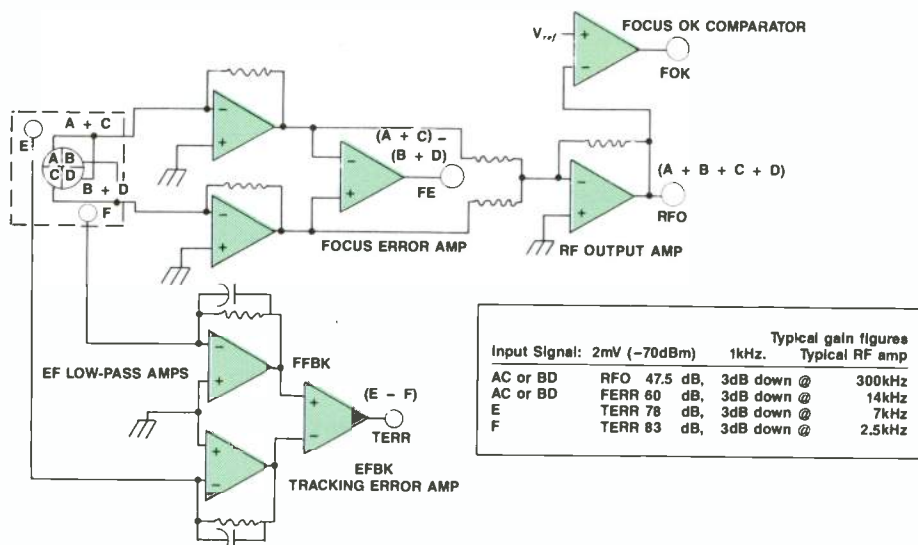 V_ref
+
−
FOCUS OK COMPARATOR
FOK
A + C
E
A B
C D
B + D
F
−
+
−
+
(A + C) –
(B + D)
−
+
FE
FOCUS ERROR AMP
−
+
(A + B + C + D)
RFO
RF OUTPUT AMP
EF LOW-PASS AMPS
−
+
FFBK
+
−
(E – F)
TERR
+
−
EFBK
TRACKING ERROR AMP
Typical gain figures
Input Signal: 2mV (–70dBm) 1kHz. Typical RF amp
AC or BD RFO 47.5 dB, 3dB down @ 300kHz
AC or BD FERR 60 dB, 3dB down @ 14kHz
E TERR 78 dB, 3dB down @ 7kHz
F TERR 83 dB, 3dB down @ 2.5kHz